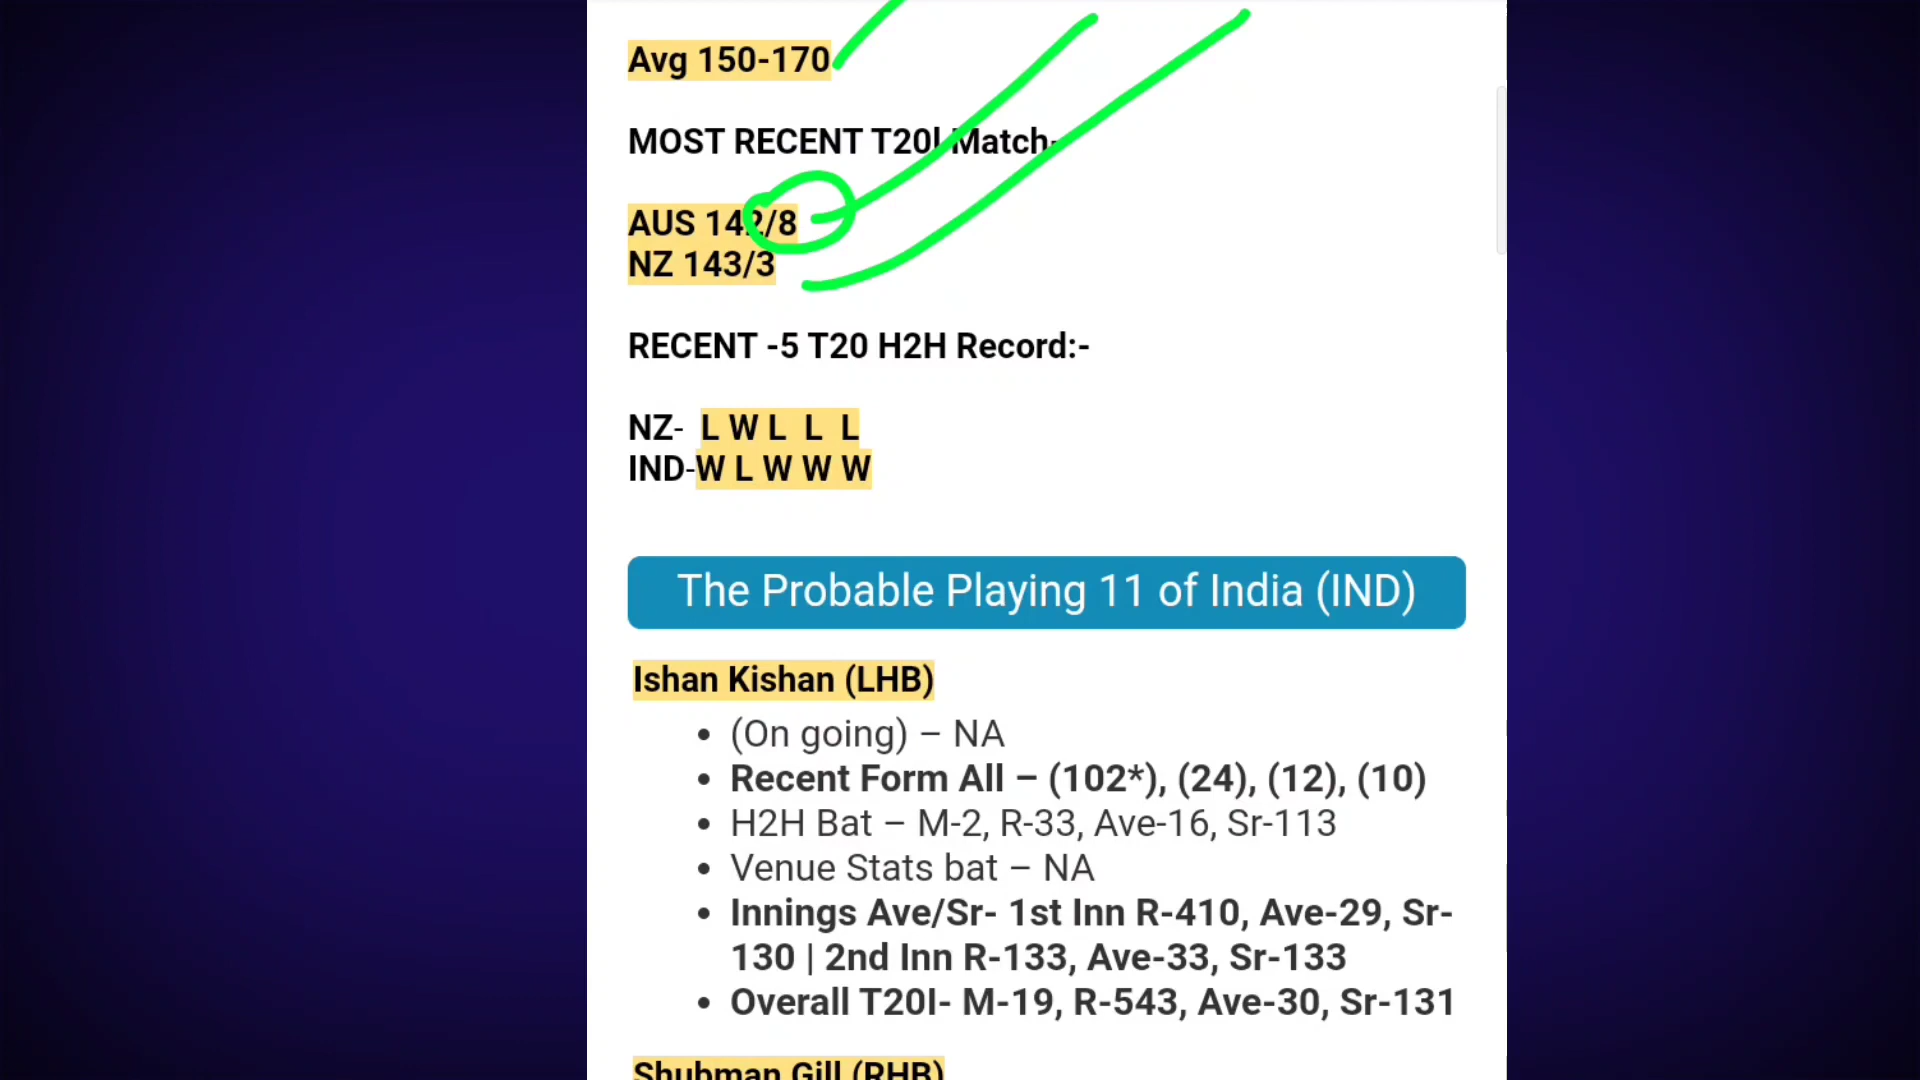 Avg 150-170
MOST RECENT T20I Match-
AUS 142/8
NZ 143/3
RECENT -5 T20 H2H Record:-
NZ- L W L L L
IND-W L W W W
The Probable Playing 11 of India (IND)
Ishan Kishan (LHB)
• (On going) – NA
• Recent Form All – (102*), (24), (12), (10)
• H2H Bat – M-2, R-33, Ave-16, Sr-113
• Venue Stats bat – NA
• Innings Ave/Sr- 1st Inn R-410, Ave-29, Sr-
130 | 2nd Inn R-133, Ave-33, Sr-133
• Overall T20I- M-19, R-543, Ave-30, Sr-131
Shubman Gill (RHB)